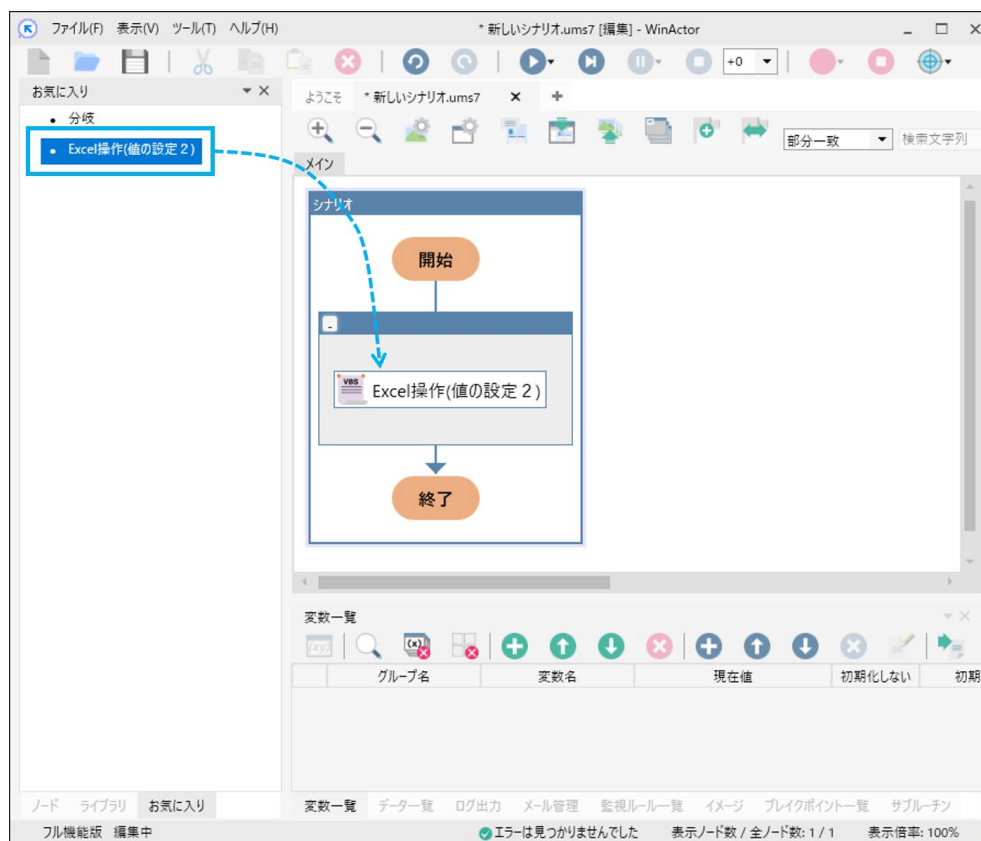 ファイル(F) 表示(V) ツール(T) ヘルプ(H) * 新しいシナリオ.ums7 [編集] - WinActor
+0
お気に入り
分岐
Excel操作(値の設定２)
ようこそ * 新しいシナリオ.ums7
部分一致 検索文字列
メイン
シナリオ
開始
VBS Excel操作(値の設定２)
終了
変数一覧
(xy) (x)
グループ名 変数名 現在値 初期化しない 初期
ノード ライブラリ お気に入り
変数一覧 データ一覧 ログ出力 メール管理 監視ルール一覧 イメージ ブレイクポイント一覧 サブルーチン
フル機能版 編集中 エラーは見つかりませんでした 表示ノード数 / 全ノード数: 1 / 1 表示倍率: 100%